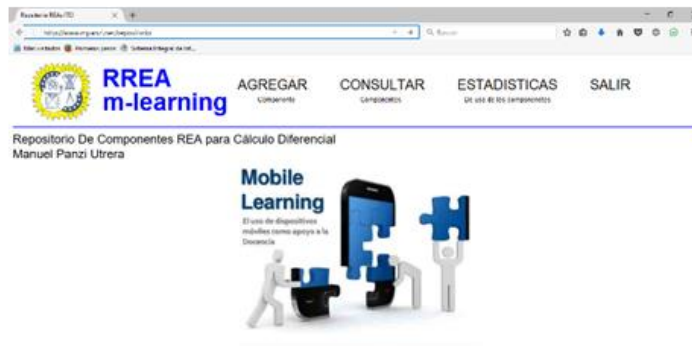 RREA
m-learning
AGREGAR
Componente
CONSULTAR
Componentes
ESTADISTICAS
De uso de los componenetes
SALIR
Repositorio De Componentes REA para Cálculo Diferencial
Manuel Panzi Utrera
Mobile
Learning
El uso de dispositivos
móviles como apoyo a la
Docencia